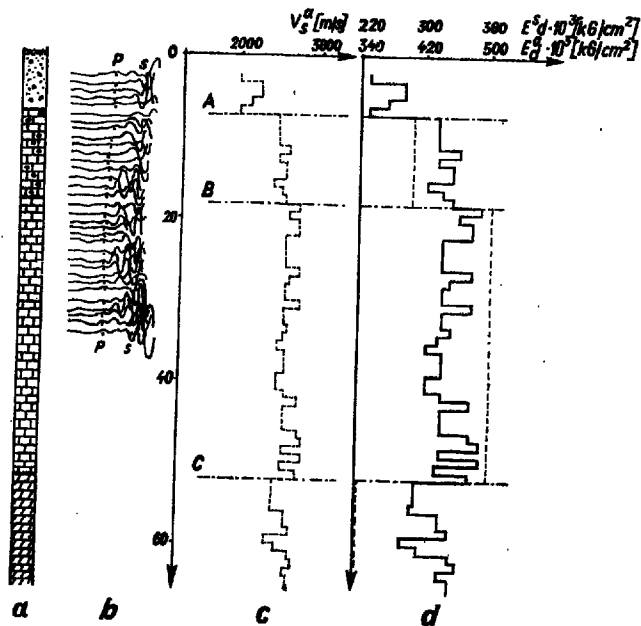 V_s^α [m/s] 220 300 380 E^s_d · 10^3 [kG/cm²]
0 2000 3000 340 420 500 E^a_d · 10^3 [kG/cm²]
P s
A
B
20
P s
40
C
60
a b c d